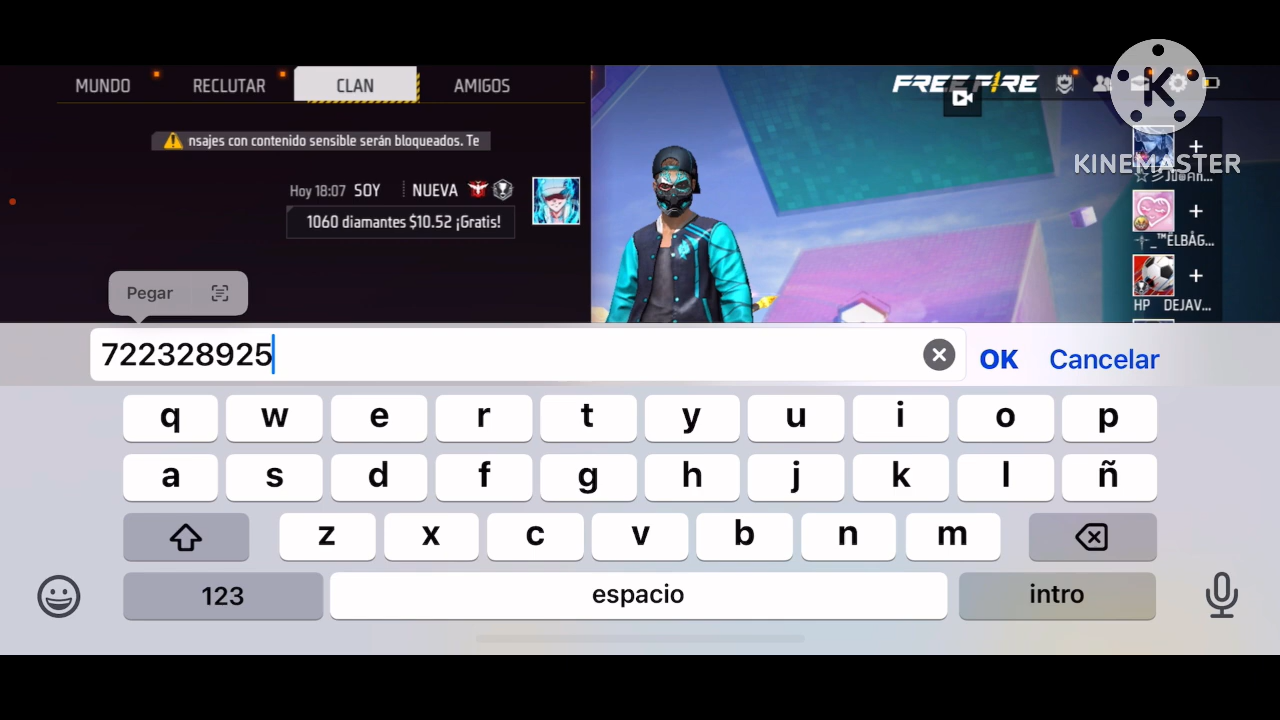 MUNDO
RECLUTAR
CLAN
AMIGOS
FREE FIRE
KINEMASTER
nsajes con contenido sensible serán bloqueados. Te
Hoy 18:07 SOY NUEVA
1060 diamantes $10.52 ¡Gratis!
HP DEJAV...
Pegar
722328925
OK
Cancelar
q w e r t y u i o p
a s d f g h j k l ñ
z x c v b n m
123
espacio
intro